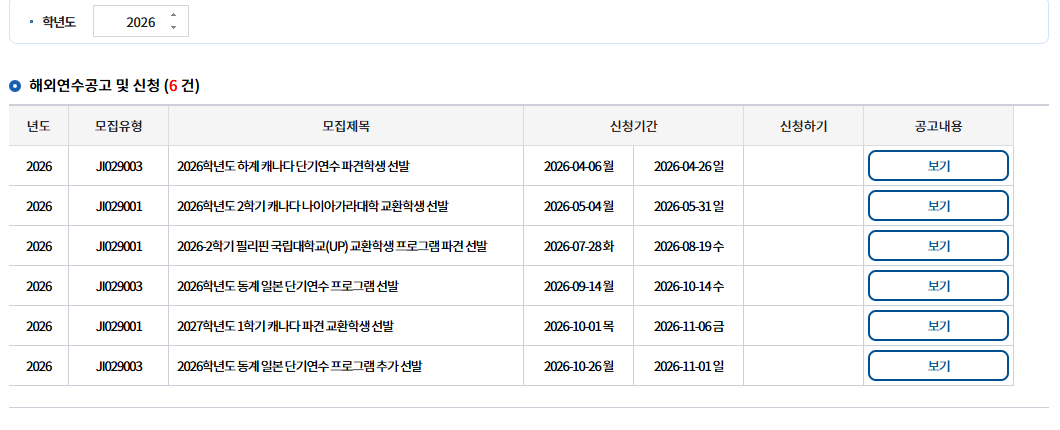 학년도 2026
해외연수공고 및 신청 (6 건)
년도 모집유형 모집제목 신청기간 신청하기 공고내용
2026 JI029003 2026학년도 하계 캐나다 단기연수 파견학생 선발 2026-04-06 월 2026-04-26 일 보기
2026 JI029001 2026학년도 2학기 캐나다 나이아가라대학 교환학생 선발 2026-05-04 월 2026-05-31 일 보기
2026 JI029001 2026-2학기 필리핀 국립대학교(UP) 교환학생 프로그램 파견 선발 2026-07-28 화 2026-08-19 수 보기
2026 JI029003 2026학년도 동계 일본 단기연수 프로그램 선발 2026-09-14 월 2026-10-14 수 보기
2026 JI029001 2027학년도 1학기 캐나다 파견 교환학생 선발 2026-10-01 목 2026-11-06 금 보기
2026 JI029003 2026학년도 동계 일본 단기연수 프로그램 추가 선발 2026-10-26 월 2026-11-01 일 보기